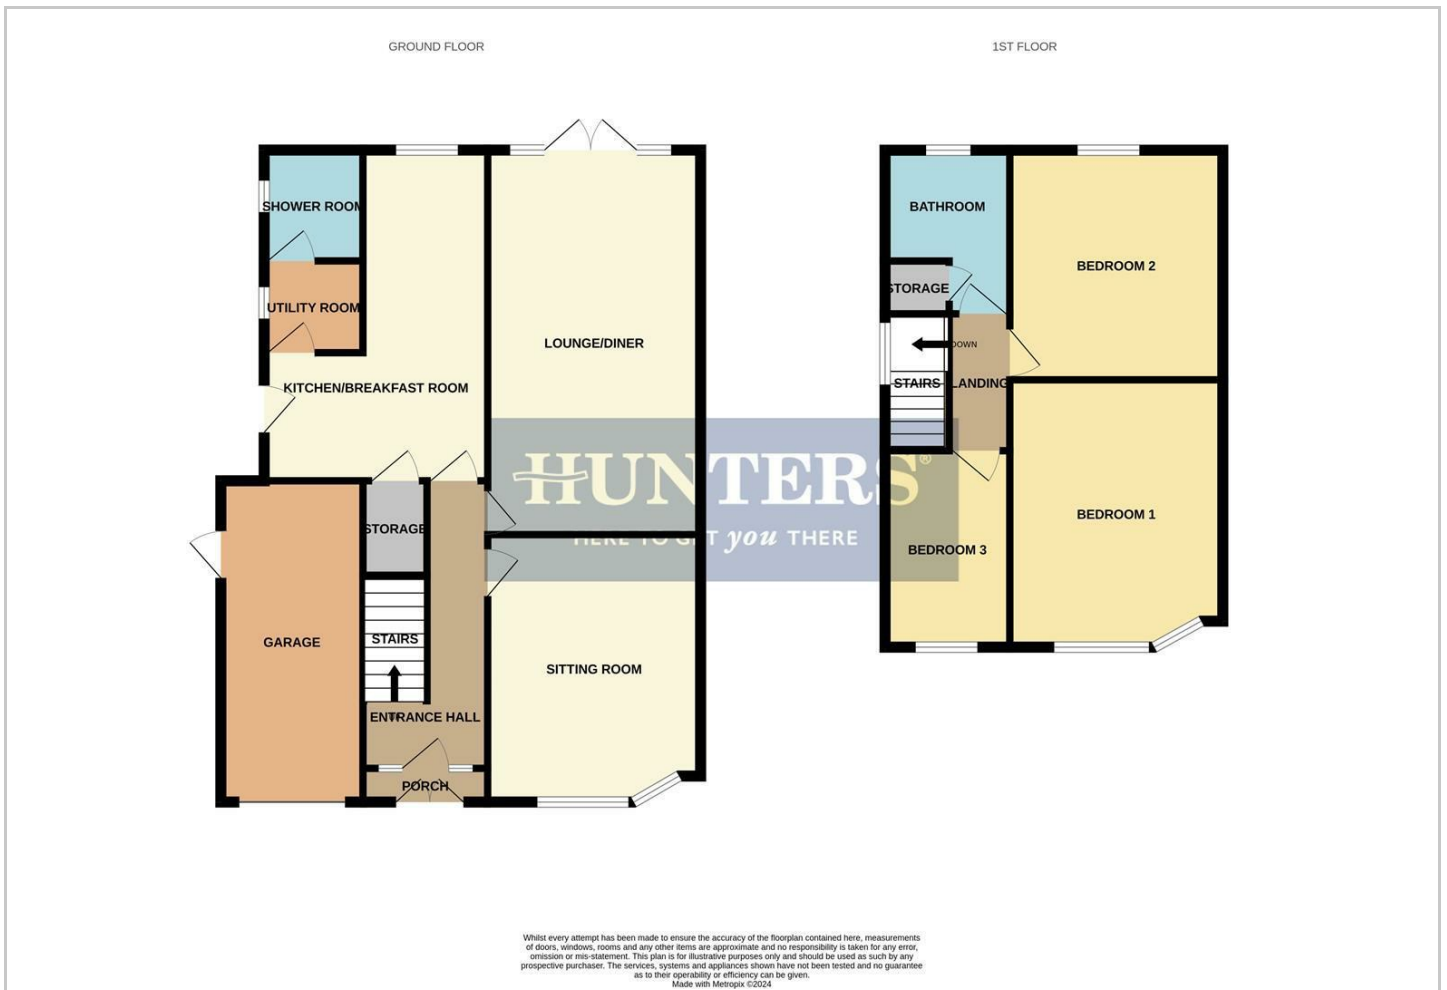 GROUND FLOOR
1ST FLOOR
SHOWER ROOM
UTILITY ROOM
KITCHEN/BREAKFAST ROOM
LOUNGE/DINER
STORAGE
GARAGE
STAIRS
ENTRANCE HALL
PORCH
SITTING ROOM
BATHROOM
STORAGE
BEDROOM 2
DOWN
STAIRS
LANDING
BEDROOM 3
BEDROOM 1
HUNTERS®
HERE TO GET you THERE
Whilst every attempt has been made to ensure the accuracy of the floorplan contained here, measurements
of doors, windows, rooms and any other items are approximate and no responsibility is taken for any error,
omission or mis-statement. This plan is for illustrative purposes only and should be used as such by any
prospective purchaser. The services, systems and appliances shown have not been tested and no guarantee
as to their operability or efficiency can be given.
Made with Metropix ©2024